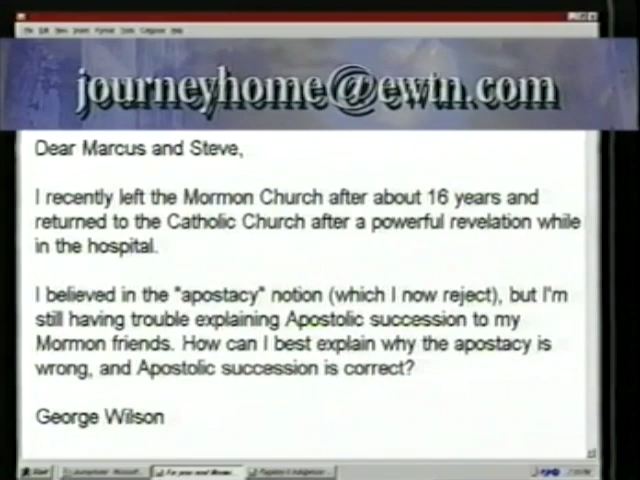 journeyhome@ewtn.com
Dear Marcus and Steve,
I recently left the Mormon Church after about 16 years and
returned to the Catholic Church after a powerful revelation while
in the hospital.
I believed in the "apostacy" notion (which I now reject), but I'm
still having trouble explaining Apostolic succession to my
Mormon friends. How can I best explain why the apostacy is
wrong, and Apostolic succession is correct?
George Wilson